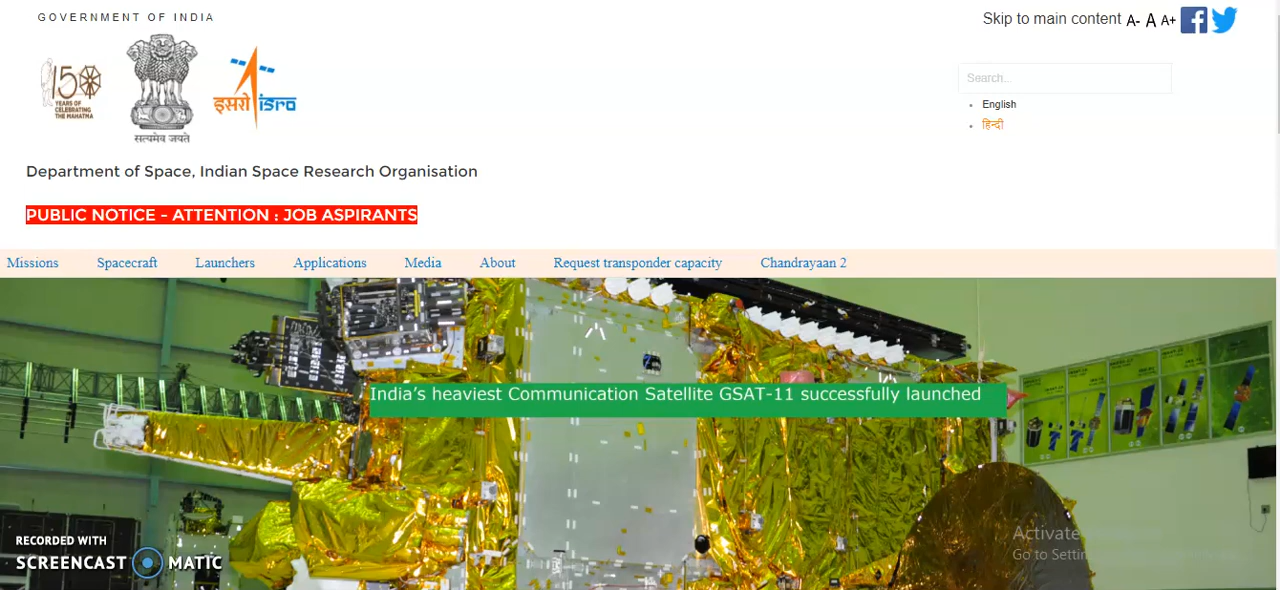 GOVERNMENT OF INDIA
Skip to main content A- A A+
150
YEARS OF
CELEBRATING
THE MAHATMA
सत्यमेव जयते
इसरो isro
Search...
English
हिन्दी
Department of Space, Indian Space Research Organisation
PUBLIC NOTICE - ATTENTION : JOB ASPIRANTS
Missions Spacecraft Launchers Applications Media About Request transponder capacity Chandrayaan 2
India's heaviest Communication Satellite GSAT-11 successfully launched
RECORDED WITH
SCREENCAST MATIC
Activate
Go to Settin